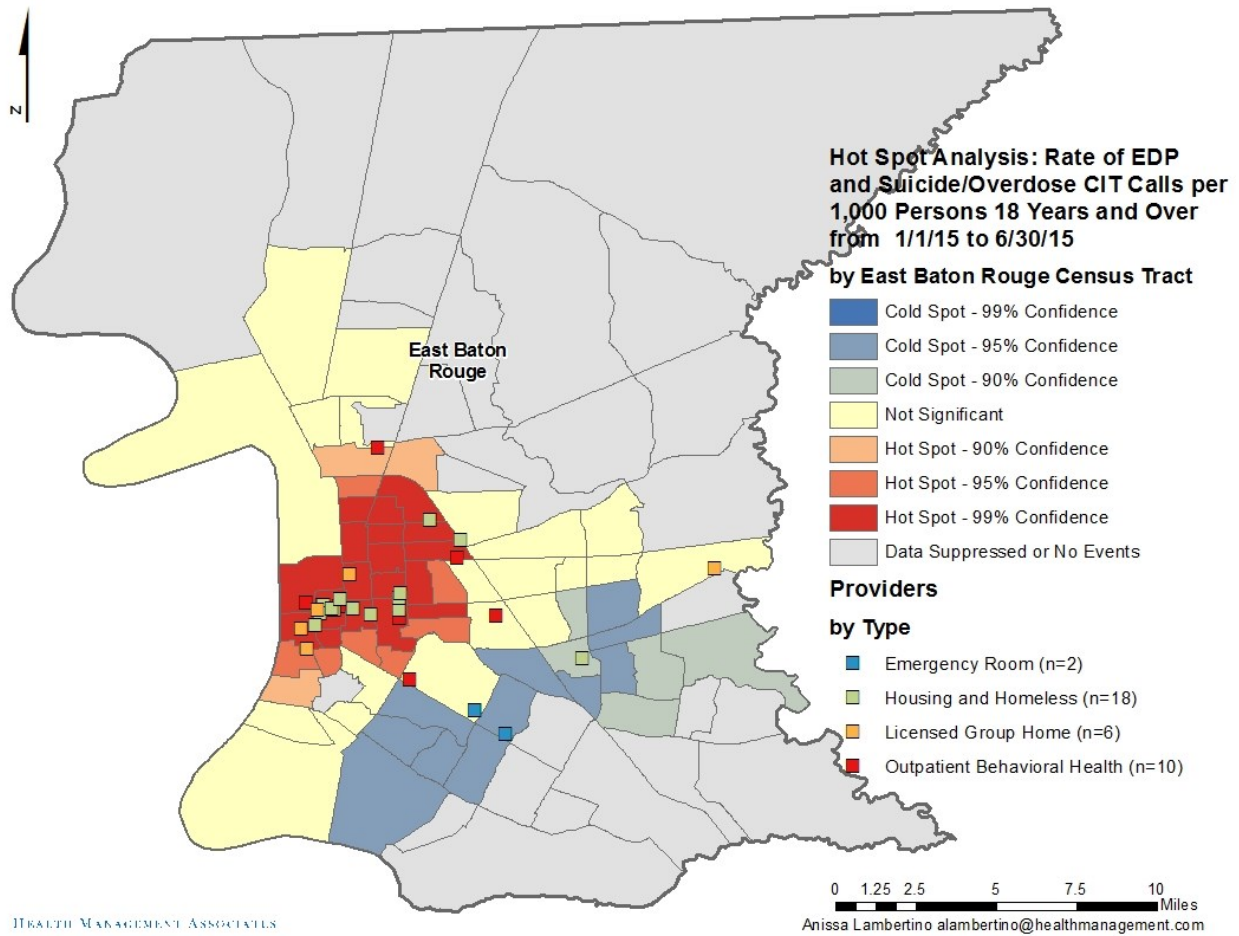 N
Hot Spot Analysis: Rate of EDP
and Suicide/Overdose CIT Calls per
1,000 Persons 18 Years and Over
from 1/1/15 to 6/30/15
by East Baton Rouge Census Tract
Cold Spot - 99% Confidence
Cold Spot - 95% Confidence
Cold Spot - 90% Confidence
Not Significant
Hot Spot - 90% Confidence
Hot Spot - 95% Confidence
Hot Spot - 99% Confidence
Data Suppressed or No Events
Providers
by Type
Emergency Room (n=2)
Housing and Homeless (n=18)
Licensed Group Home (n=6)
Outpatient Behavioral Health (n=10)
East Baton
Rouge
0 1.25 2.5 5 7.5 10
Miles
HEALTH MANAGEMENT ASSOCIATES
Anissa Lambertino alambertino@healthmanagement.com